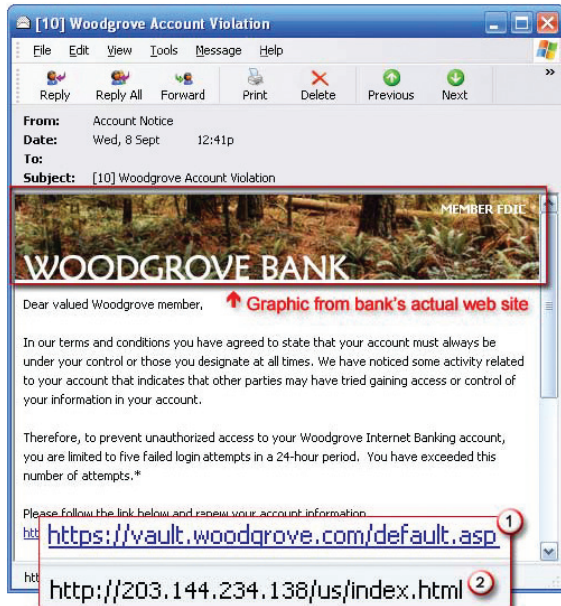 [10] Woodgrove Account Violation
File Edit View Tools Message Help
Reply Reply All Forward Print Delete Previous Next »
From: Account Notice
Date: Wed, 8 Sept 12:41p
To:
Subject: [10] Woodgrove Account Violation
MEMBER FDIC
WOODGROVE BANK
Dear valued Woodgrove member,
Graphic from bank's actual web site
In our terms and conditions you have agreed to state that your account must always be
under your control or those you designate at all times. We have noticed some activity related
to your account that indicates that other parties may have tried gaining access or control of
your information in your account.
Therefore, to prevent unauthorized access to your Woodgrove Internet Banking account,
you are limited to five failed login attempts in a 24-hour period. You have exceeded this
number of attempts.*
Please follow the link below and renew your account information
htt
https://vault.woodgrove.com/default.asp 1
htt
http://203.144.234.138/us/index.html 2